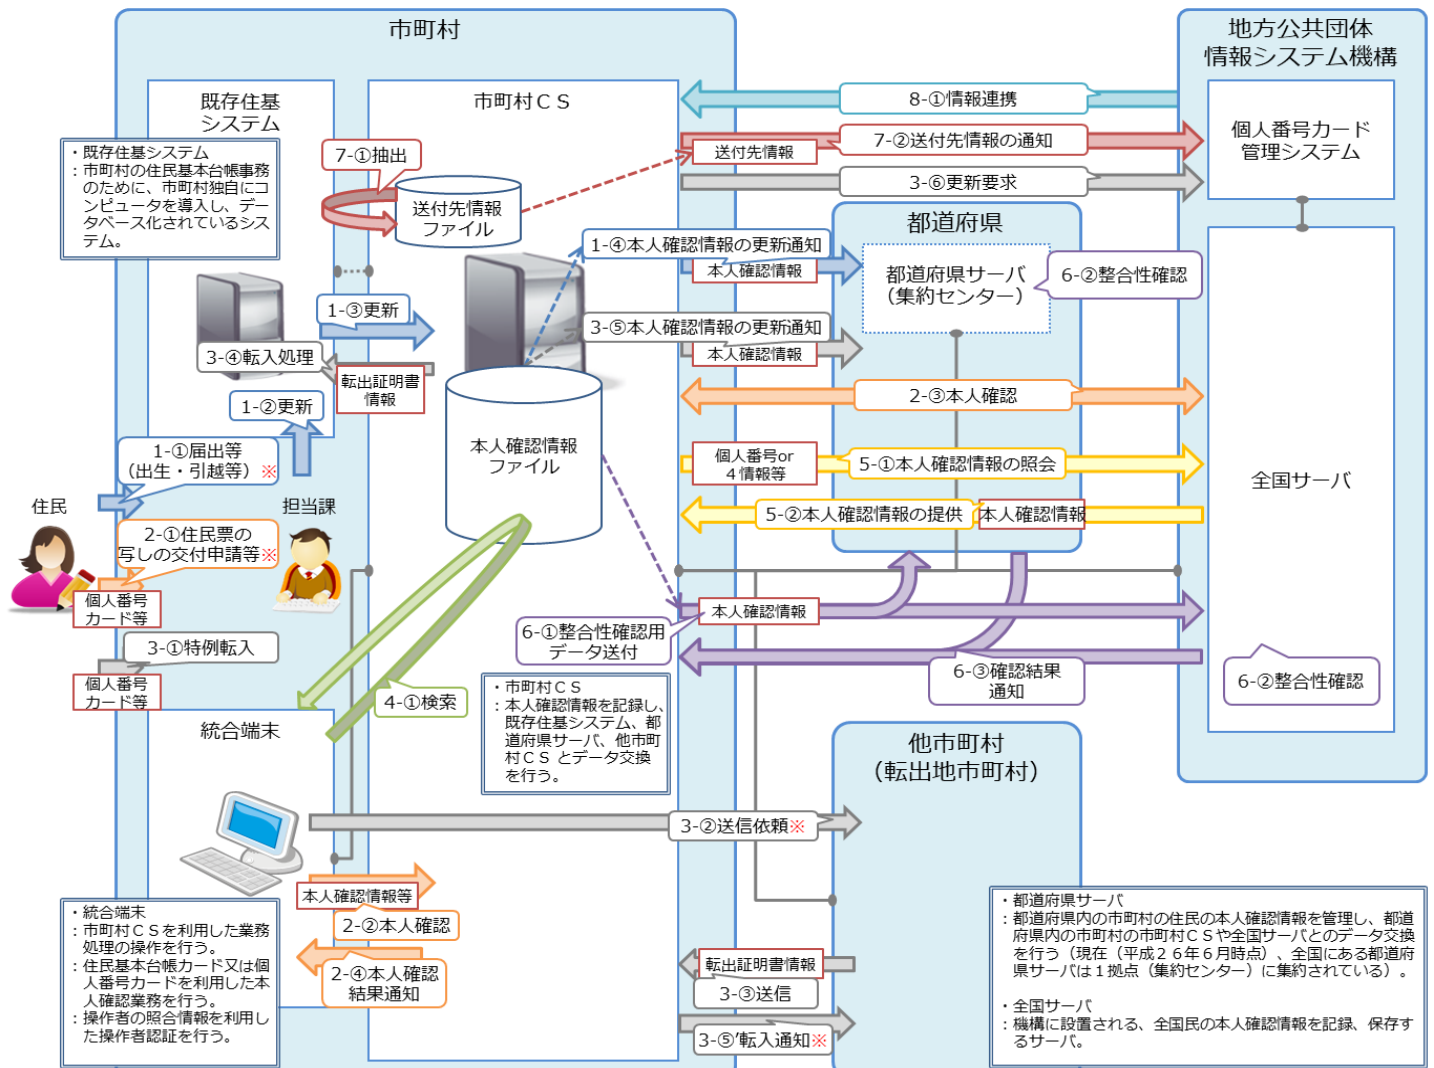 市町村
地方公共団体
情報システム機構
既存住基
システム
市町村ＣＳ
個人番号カード
管理システム
・既存住基システム
：市町村の住民基本台帳事務
のために、市町村独自にコ
ンピュータを導入し、デー
タベース化されているシス
テム。
7-①抽出
送付先情報
ファイル
8-①情報連携
送付先情報
7-②送付先情報の通知
3-⑥更新要求
都道府県
1-④本人確認情報の更新通知
本人確認情報
都道府県サーバ
（集約センター）
6-②整合性確認
1-③更新
3-⑤本人確認情報の更新通知
本人確認情報
3-④転入処理
転出証明書
情報
1-②更新
2-③本人確認
1-①届出等
（出生・引越等）※
本人確認情報
ファイル
個人番号or
４情報等
5-①本人確認情報の照会
全国サーバ
住民
担当課
5-②本人確認情報の提供
本人確認情報
2-①住民票の
写しの交付申請等※
個人番号
カード等
本人確認情報
3-①特例転入
個人番号
カード等
6-①整合性確認用
データ送付
6-③確認結果
通知
6-②整合性確認
4-①検索
・市町村ＣＳ
：本人確認情報を記録し、
既存住基システム、都
道府県サーバ、他市町
村ＣＳ とデータ交換
を行う。
統合端末
他市町村
（転出地市町村）
3-②送信依頼※
本人確認情報等
2-②本人確認
2-④本人確認
結果通知
・統合端末
：市町村ＣＳを利用した業務
処理の操作を行う。
：住民基本台帳カード又は個
人番号カードを利用した本
人確認業務を行う。
：操作者の照合情報を利用し
た操作者認証を行う。
転出証明書情報
3-③送信
3-⑤’転入通知※
・都道府県サーバ
：都道府県内の市町村の住民の本人確認情報を管理し、都道
府県内の市町村の市町村ＣＳや全国サーバとのデータ交換
を行う（現在（平成２６年６月時点）、全国にある都道府
県サーバは１拠点（集約センター）に集約されている）。
・全国サーバ
：機構に設置される、全国民の本人確認情報を記録、保存す
るサーバ。